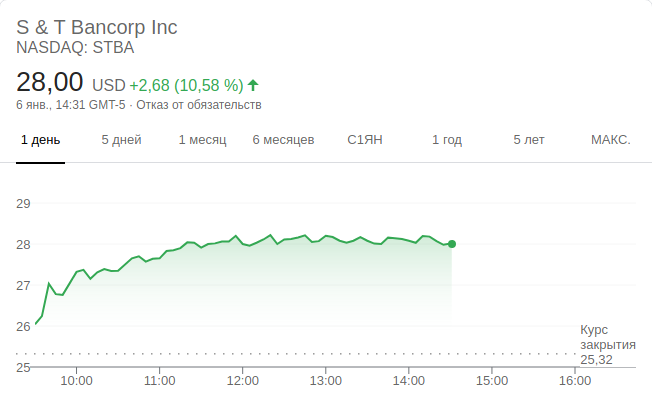 S & T Bancorp Inc
NASDAQ: STBA
28,00 USD +2,68 (10,58 %)
6 янв., 14:31 GMT-5 · Отказ от обязательств
1 день 5 дней 1 месяц 6 месяцев С1ЯН 1 год 5 лет МАКС.
29
28
27
26
Курс
закрытия
25,32
25
10:00 11:00 12:00 13:00 14:00 15:00 16:00